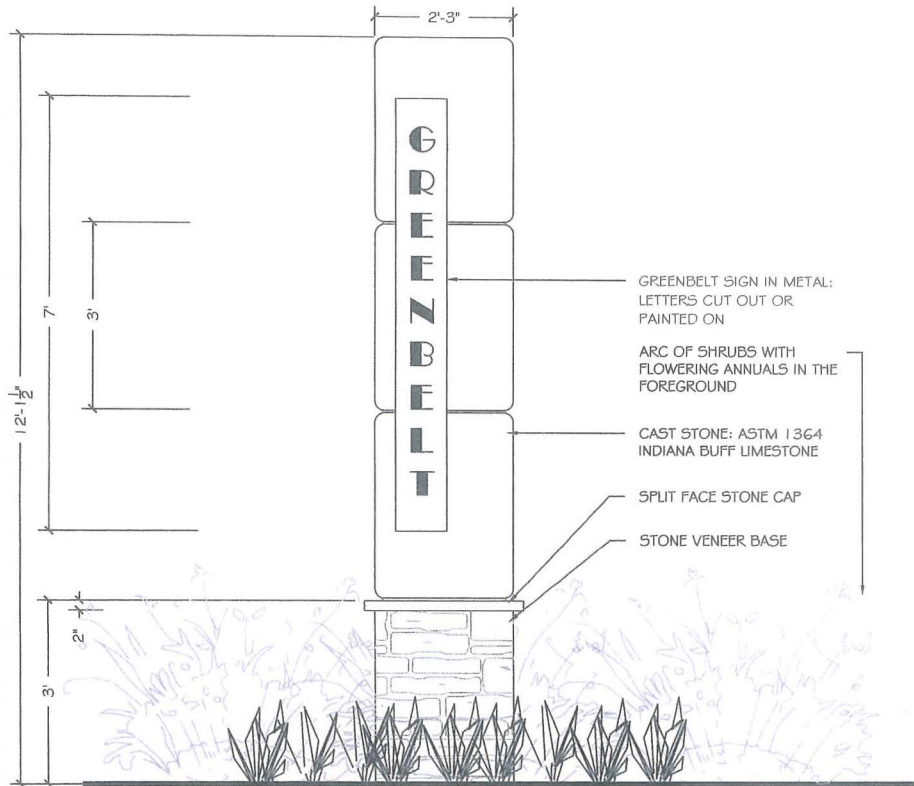 2'-3"
12'-1 1/2"
7'
3'
GREENBELT
GREENBELT SIGN IN METAL:
LETTERS CUT OUT OR
PAINTED ON
ARC OF SHRUBS WITH
FLOWERING ANNUALS IN THE
FOREGROUND
CAST STONE: ASTM 1364
INDIANA BUFF LIMESTONE
SPLIT FACE STONE CAP
STONE VENEER BASE
2"
3'